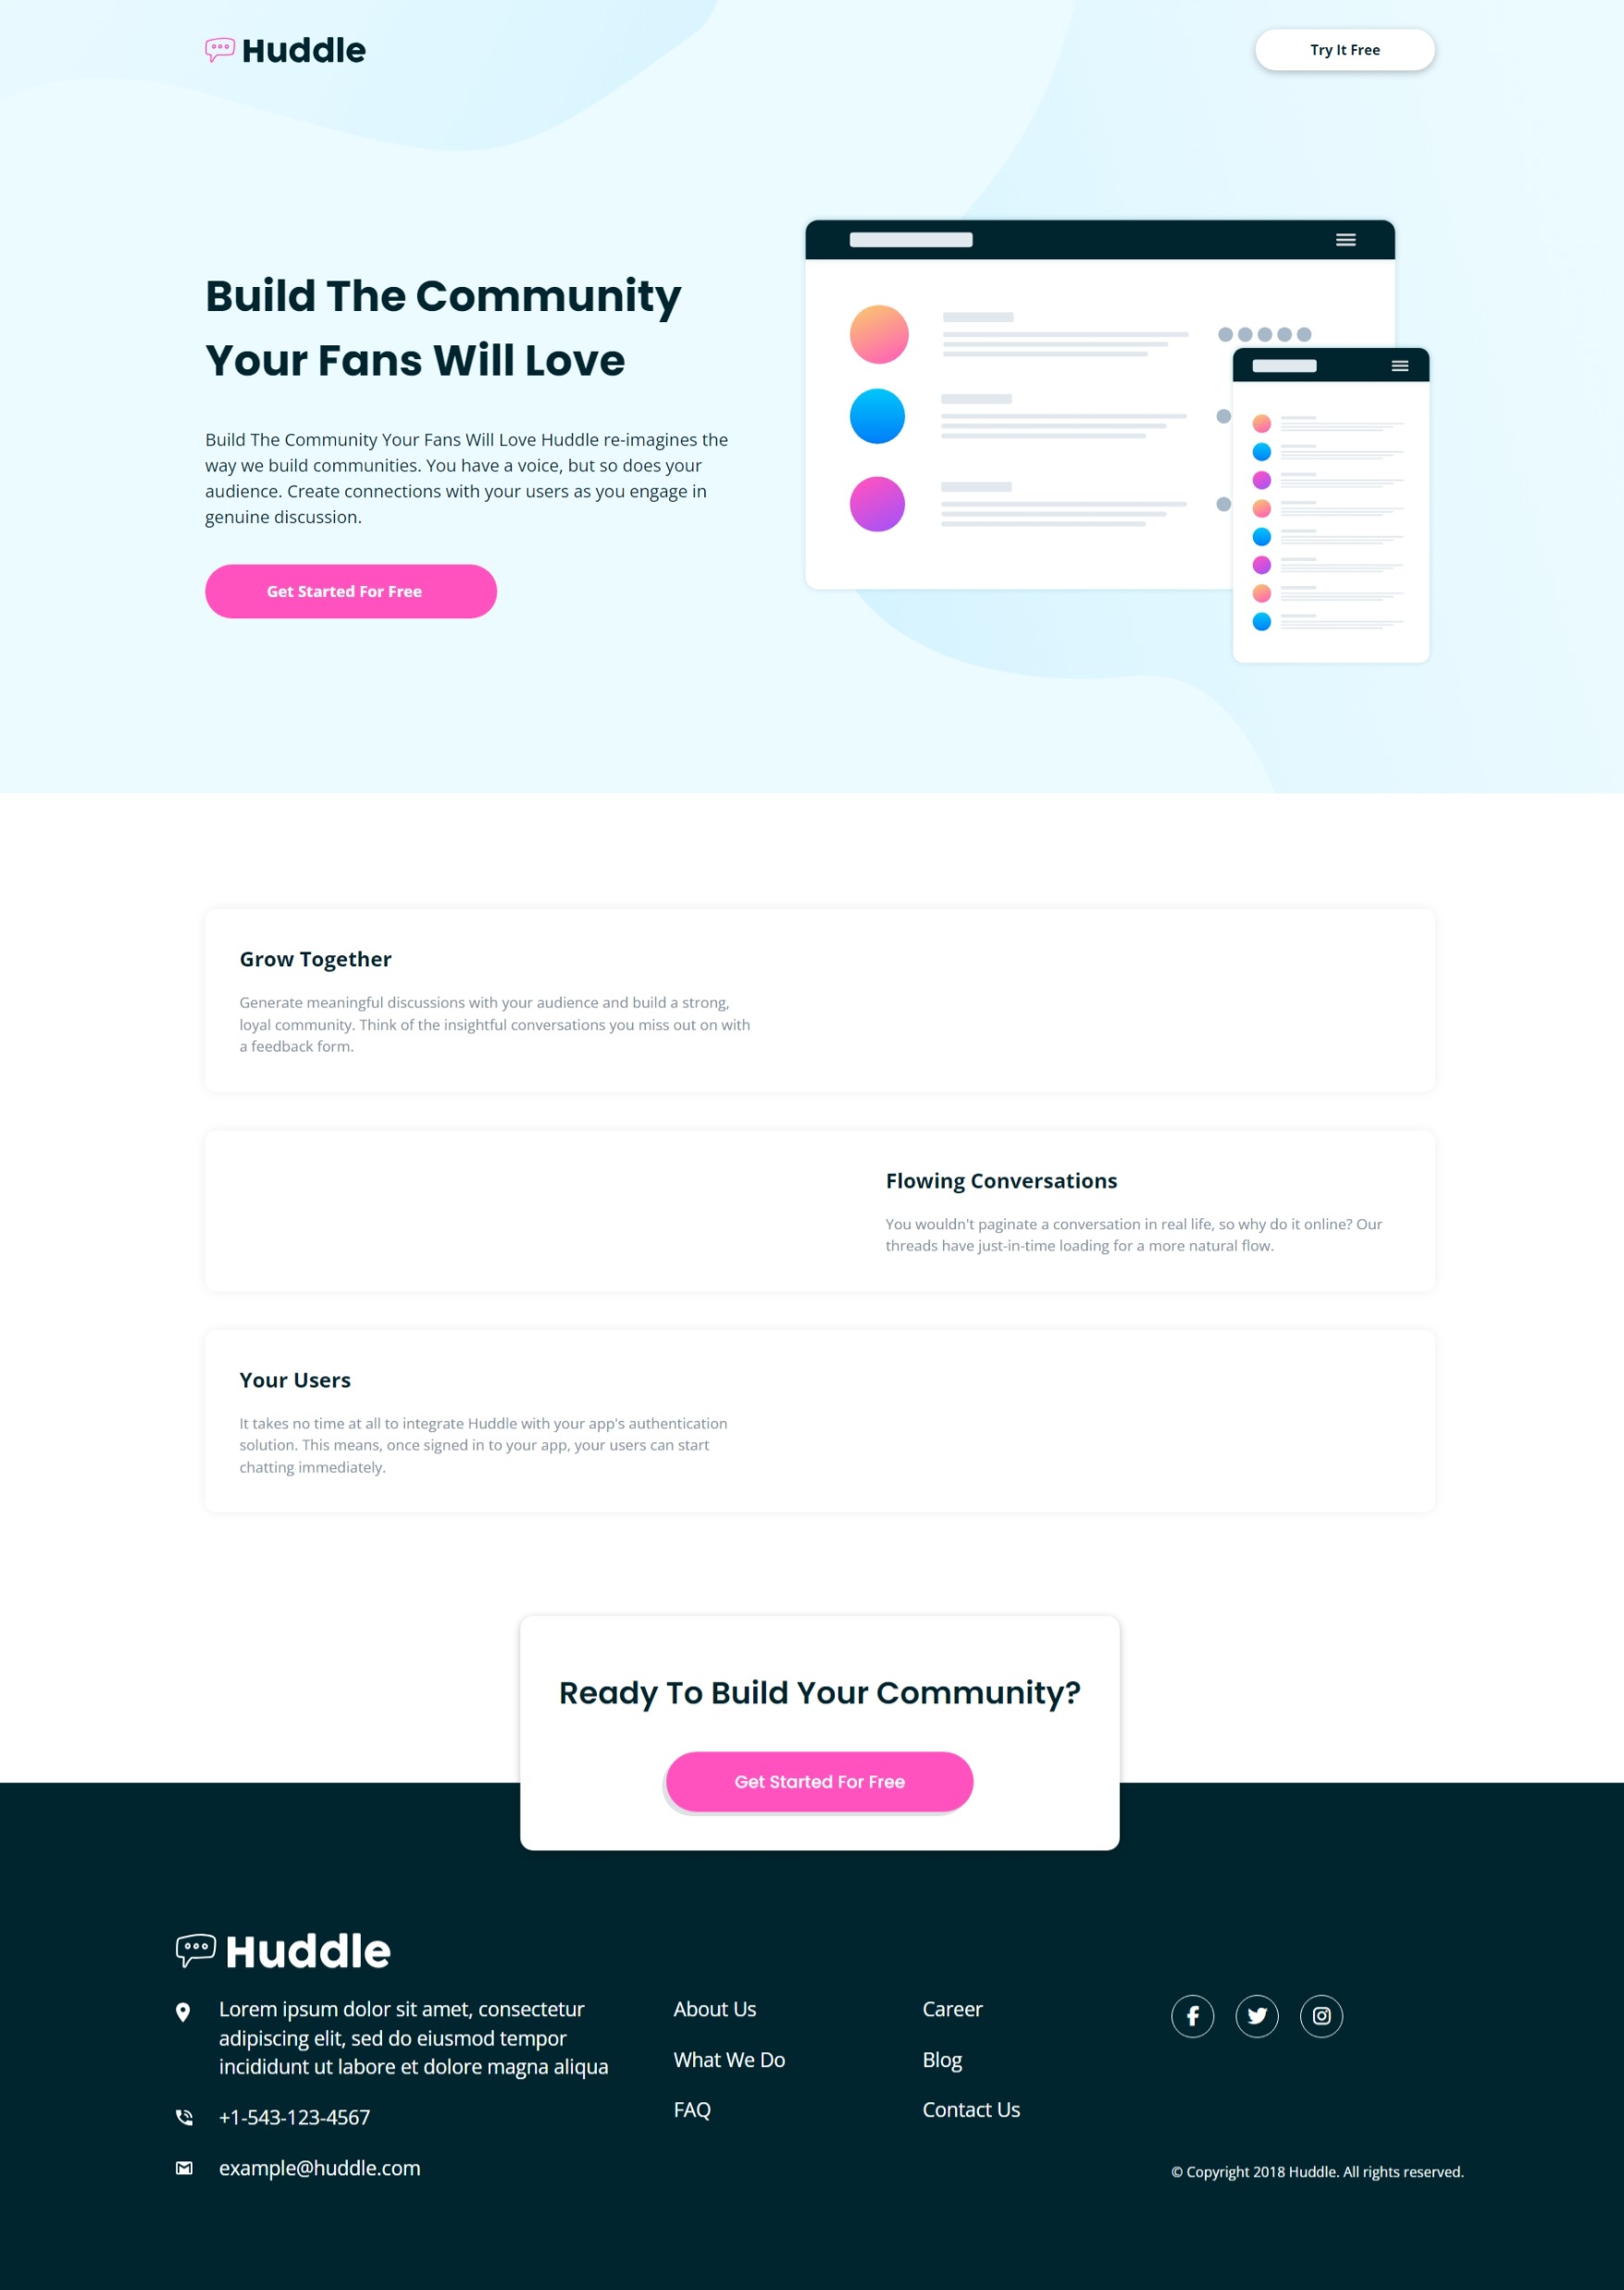 Huddle
Try It Free
Build The Community
Your Fans Will Love
Build The Community Your Fans Will Love Huddle re-imagines the
way we build communities. You have a voice, but so does your
audience. Create connections with your users as you engage in
genuine discussion.
Get Started For Free
Grow Together
Generate meaningful discussions with your audience and build a strong,
loyal community. Think of the insightful conversations you miss out on with
a feedback form.
Flowing Conversations
You wouldn't paginate a conversation in real life, so why do it online? Our
threads have just-in-time loading for a more natural flow.
Your Users
It takes no time at all to integrate Huddle with your app's authentication
solution. This means, once signed in to your app, your users can start
chatting immediately.
Ready To Build Your Community?
Get Started For Free
Huddle
Lorem ipsum dolor sit amet, consectetur
adipiscing elit, sed do eiusmod tempor
incididunt ut labore et dolore magna aliqua
+1-543-123-4567
example@huddle.com
About Us
What We Do
FAQ
Career
Blog
Contact Us
© Copyright 2018 Huddle. All rights reserved.